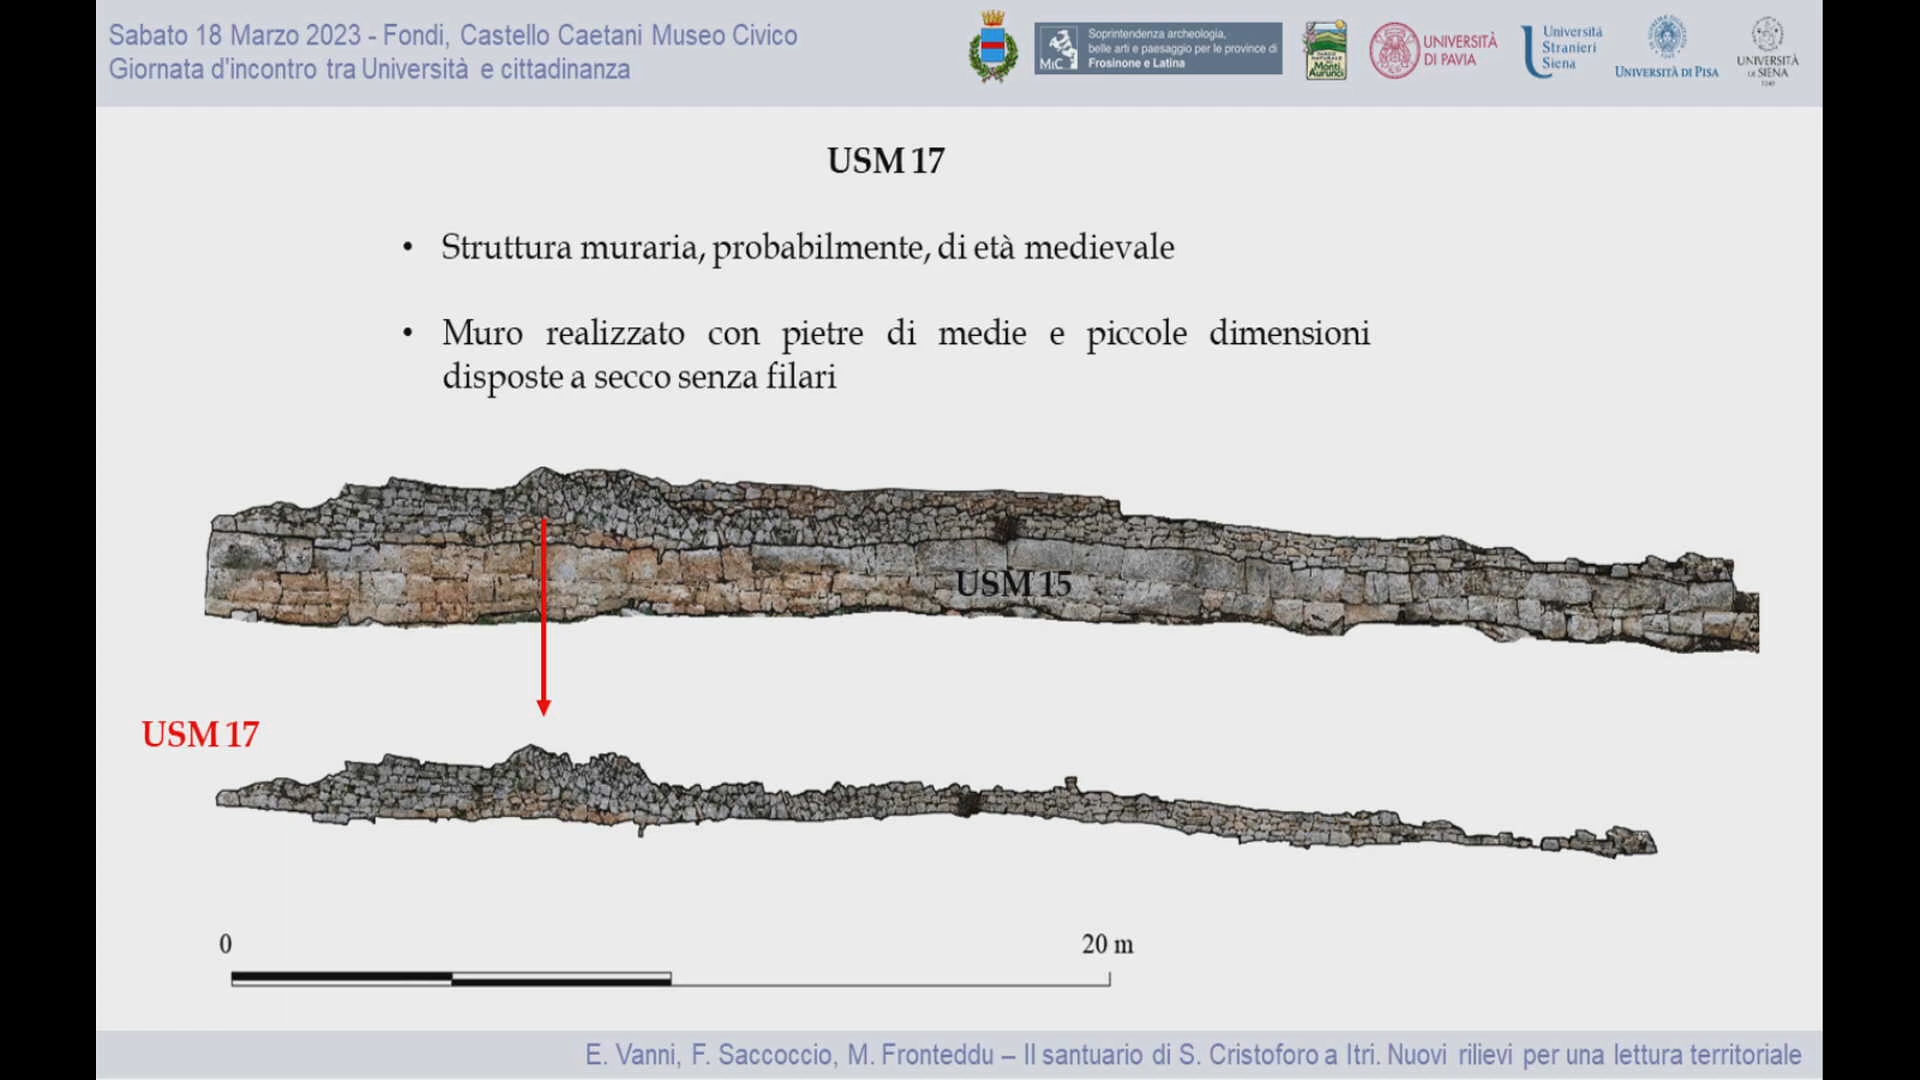 Sabato 18 Marzo 2023 - Fondi, Castello Caetani Museo Civico
Giornata d'incontro tra Università e cittadinanza
MiC
Soprintendenza archeologia,
belle arti e paesaggio per le province di
Frosinone e Latina
Monti
Aurunci
UNIVERSITÀ
DI PAVIA
Università
Stranieri
Siena
UNIVERSITÀ DI PISA
UNIVERSITÀ
DI SIENA
1240
USM 17
• Struttura muraria, probabilmente, di età medievale
• Muro realizzato con pietre di medie e piccole dimensioni
disposte a secco senza filari
USM 15
USM 17
0 20 m
E. Vanni, F. Saccoccio, M. Fronteddu – Il santuario di S. Cristoforo a Itri. Nuovi rilievi per una lettura territoriale